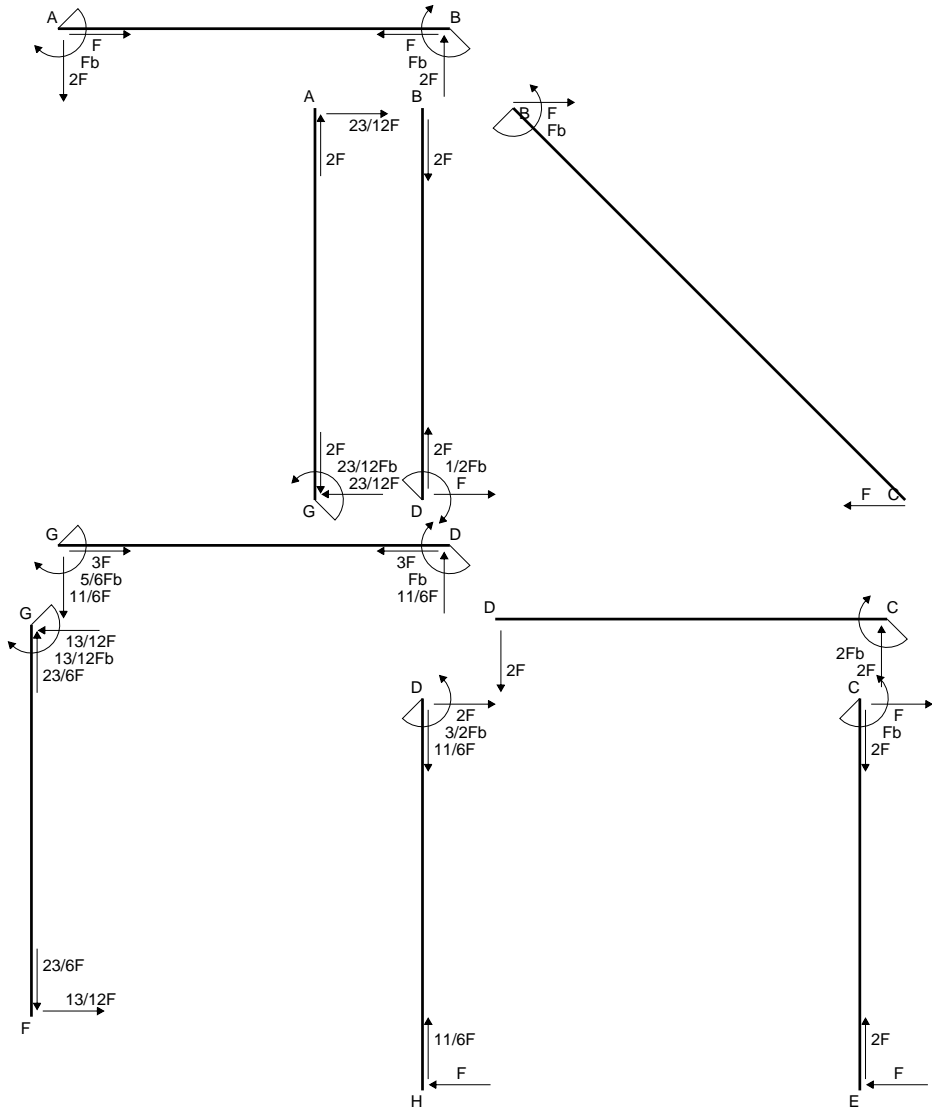 A B
F F
Fb Fb
2F 2F
A B
23/12F
B F
Fb
2F 2F
2F 2F
23/12Fb 1/2Fb
23/12F F
G D
F C
G D
3F 3F
5/6Fb Fb
11/6F 11/6F
G D C
13/12F
13/12Fb 2Fb
23/6F 2F 2F
D C
2F F
3/2Fb Fb
11/6F 2F
23/6F
13/12F
F
11/6F 2F
F F
H E